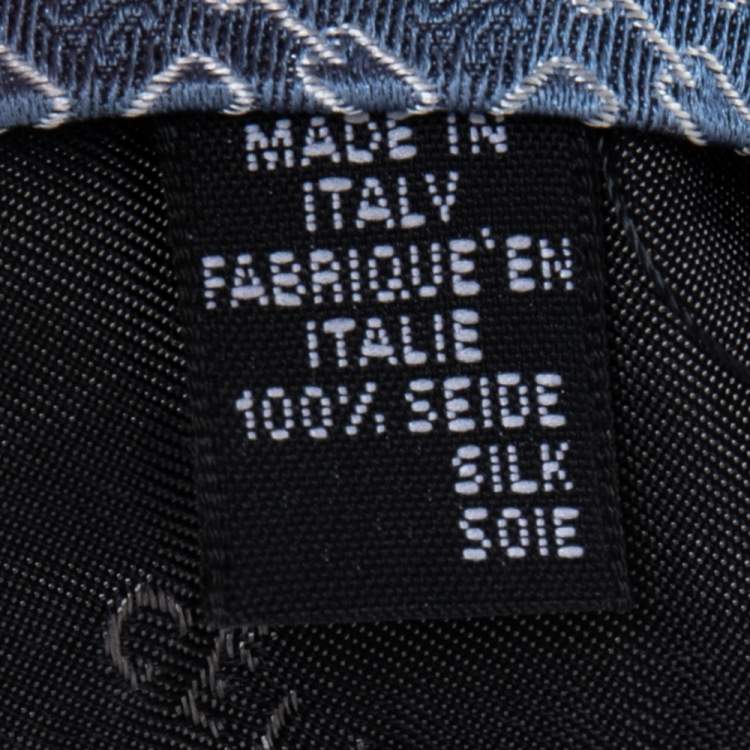 MADE IN
ITALY
FABRIQUE'EN
ITALIE
100% SEIDE
SILK
SOIE